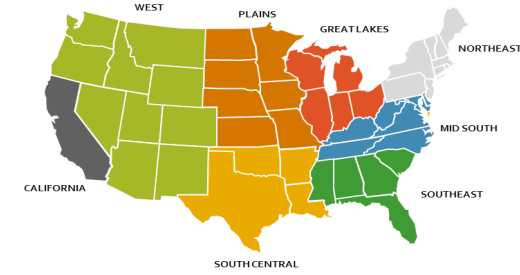 WEST
PLAINS
GREAT LAKES
NORTHEAST
MID SOUTH
CALIFORNIA
SOUTHEAST
SOUTH CENTRAL